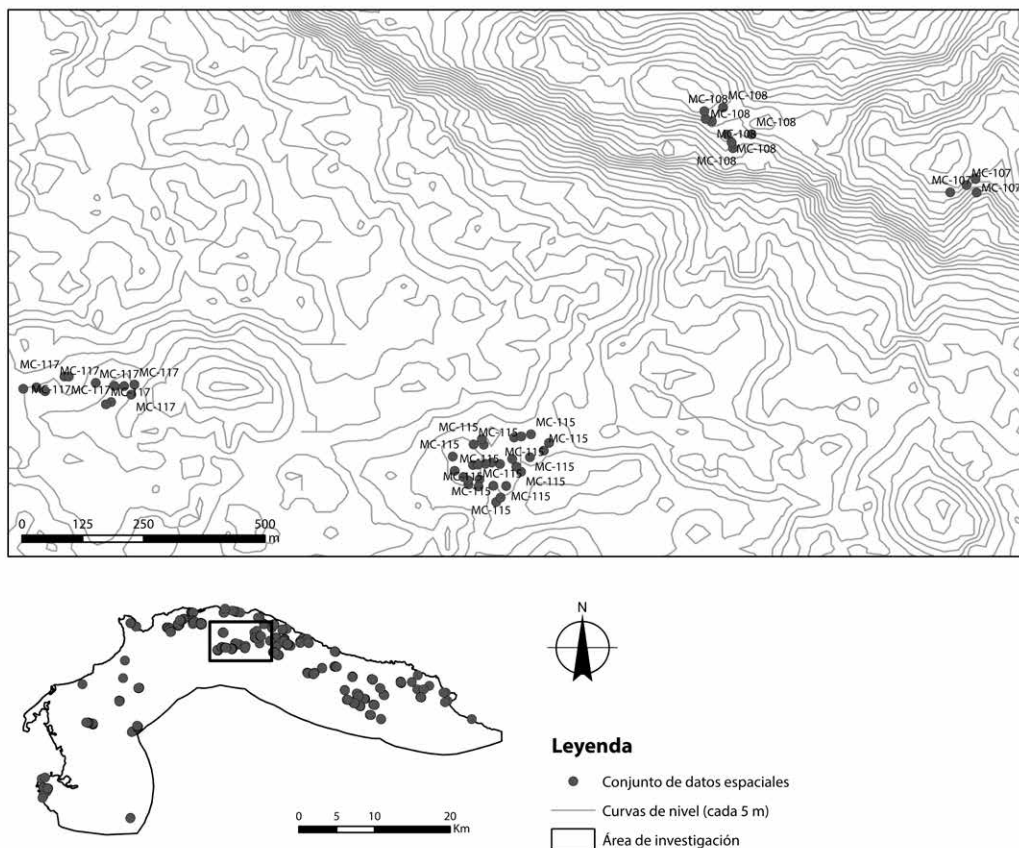 MC-108 MC-108
MC-108
MC-108
MC-108
MC-108
MC-108
MC-107
MC-107
MC-107
MC-117
MC-117
MC-117 MC-117
MC-117 MC-117
MC-117
MC-117
MC-115
MC-115
MC-115
MC-115
MC-115
MC-115
MC-115
MC-115
MC-115
MC-115
MC-115
MC-115
MC-115
MC-115
0 125 250 500
m
N
Leyenda
Conjunto de datos espaciales
Curvas de nivel (cada 5 m)
Área de investigación
0 5 10 20
Km